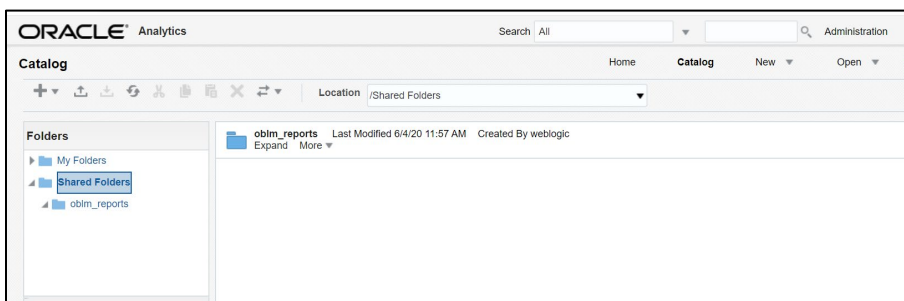 ORACLE® Analytics Search All Administration
Catalog Home Catalog New Open
Location /Shared Folders
Folders
My Folders
Shared Folders
oblm_reports
oblm_reports Last Modified 6/4/20 11:57 AM Created By weblogic
Expand More